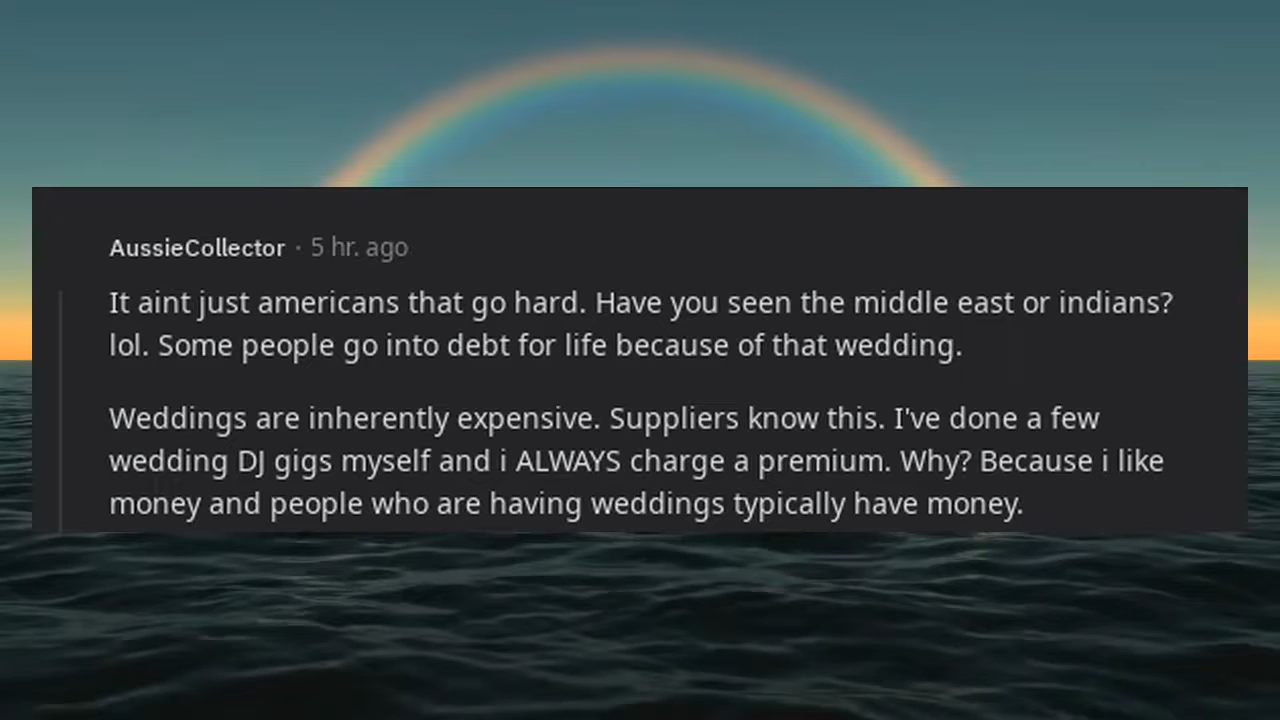 AussieCollector · 5 hr. ago
It aint just americans that go hard. Have you seen the middle east or indians?
lol. Some people go into debt for life because of that wedding.
Weddings are inherently expensive. Suppliers know this. I've done a few
wedding DJ gigs myself and i ALWAYS charge a premium. Why? Because i like
money and people who are having weddings typically have money.